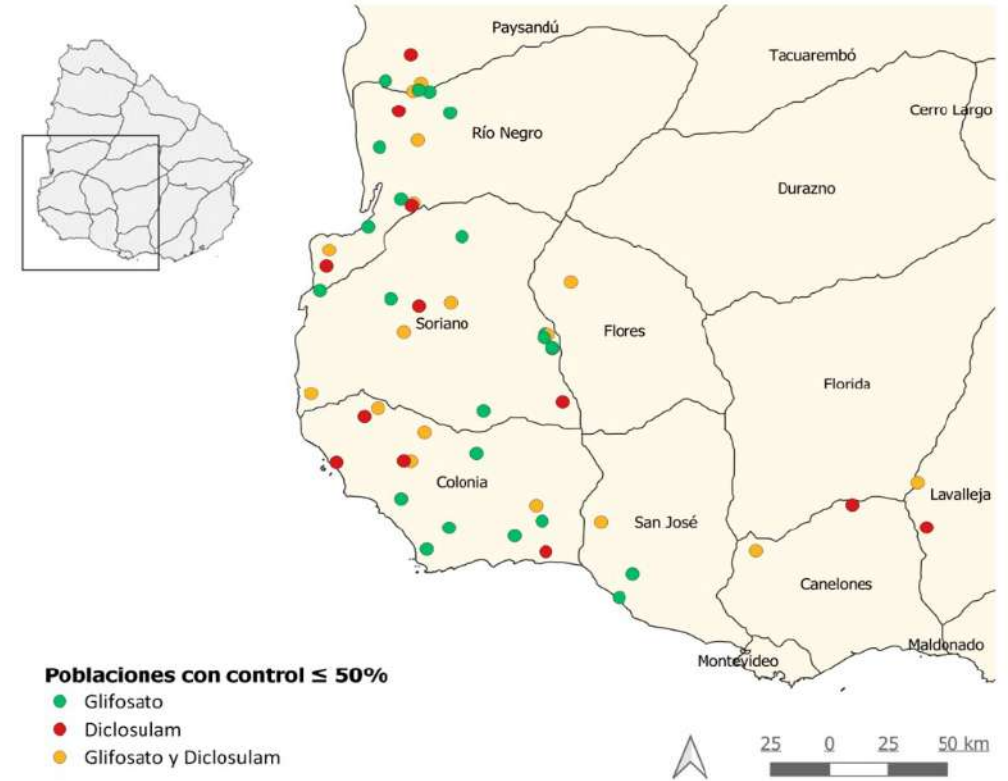 Paysandú
Tacuarembó
Cerro Largo
Río Negro
Durazno
Soriano
Flores
Florida
Colonia
San José
Lavalleja
Canelones
Maldonado
Montevideo
Poblaciones con control ≤ 50%
Glifosato
Diclosulam
Glifosato y Diclosulam
25 0 25 50 km